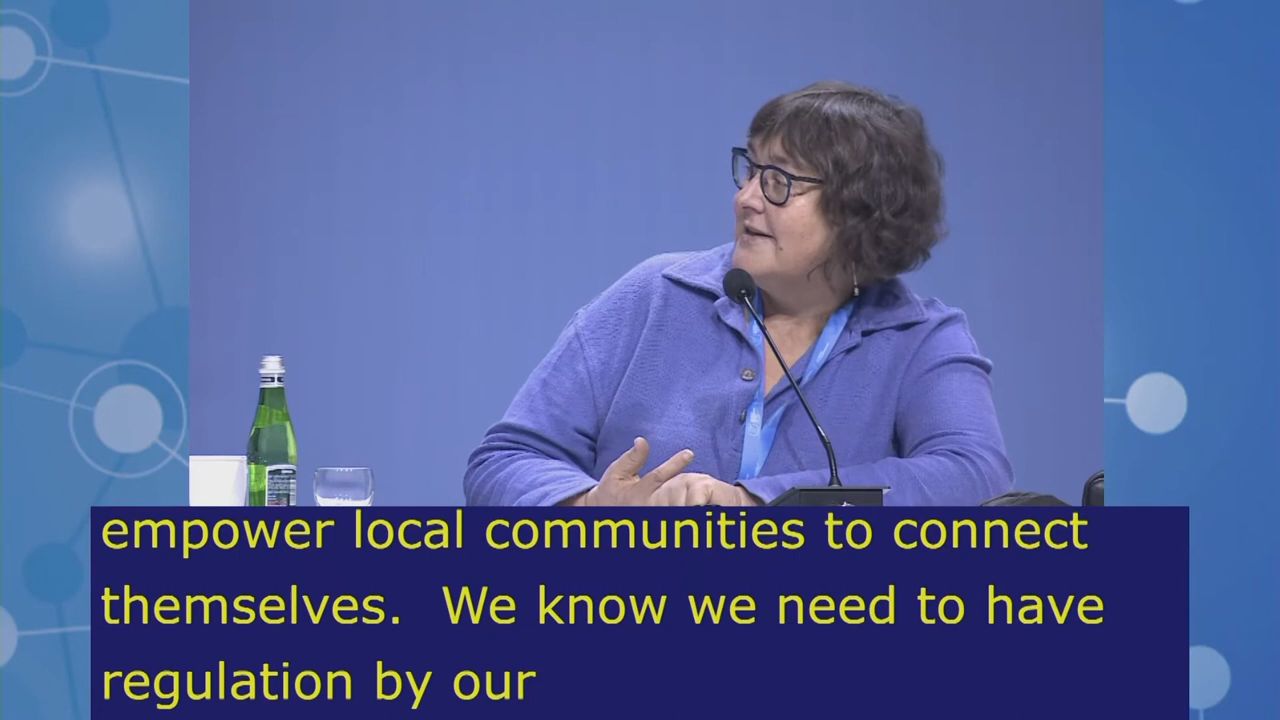 empower local communities to connect
themselves.  We know we need to have
regulation by our